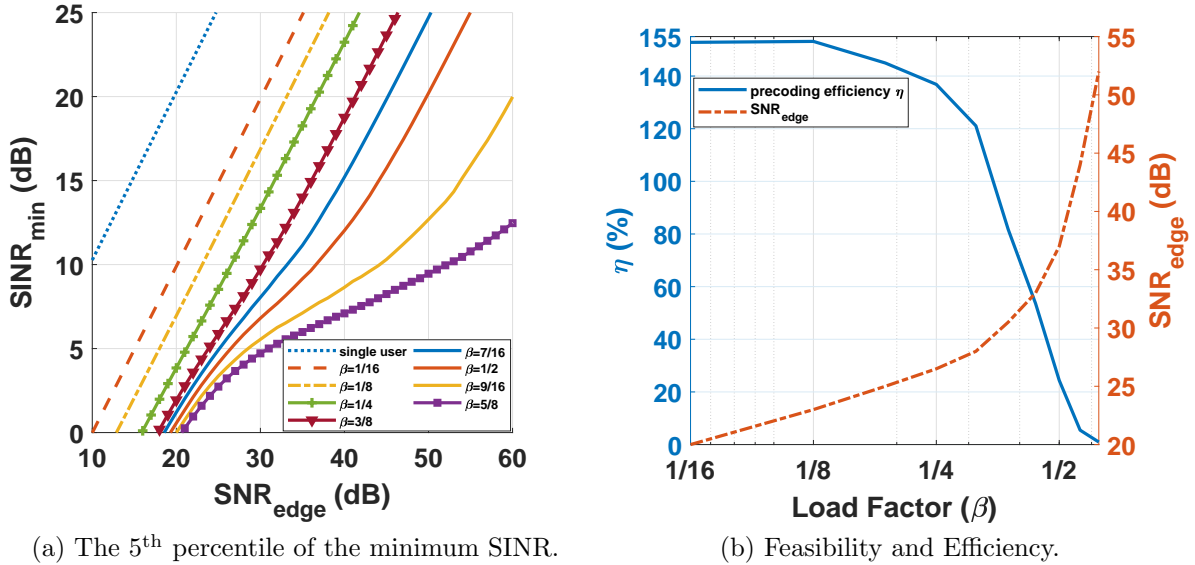 25
20
15
10
5
0
SINR_min (dB)
10 20 30 40 50 60
SNR_edge (dB)
single user
β=1/16
β=1/8
β=1/4
β=3/8
β=7/16
β=1/2
β=9/16
β=5/8
(a) The 5th percentile of the minimum SINR.
155
140
120
100
80
60
40
20
0
η (%)
precoding efficiency η
SNR_edge
55
50
45
40
35
30
25
20
SNR_edge (dB)
1/16 1/8 1/4 1/2
Load Factor (β)
(b) Feasibility and Efficiency.